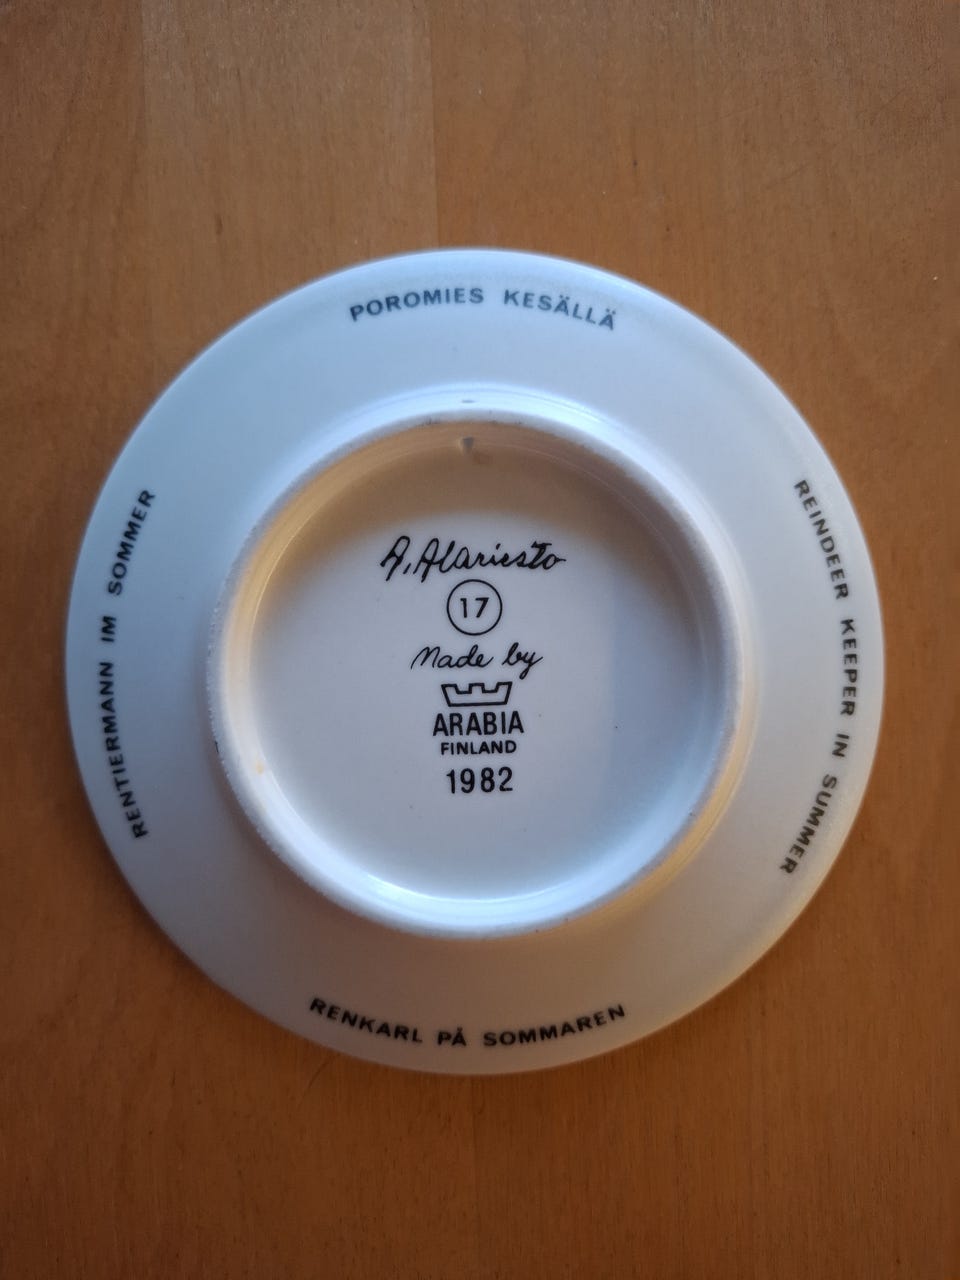 POROMIES KESÄLLÄ
REINDEER KEEPER IN SUMMER
RENKARL PÅ SOMMAREN
RENTIERMANN IM SOMMER
A. Alariesto
17
Made by
ARABIA
FINLAND
1982